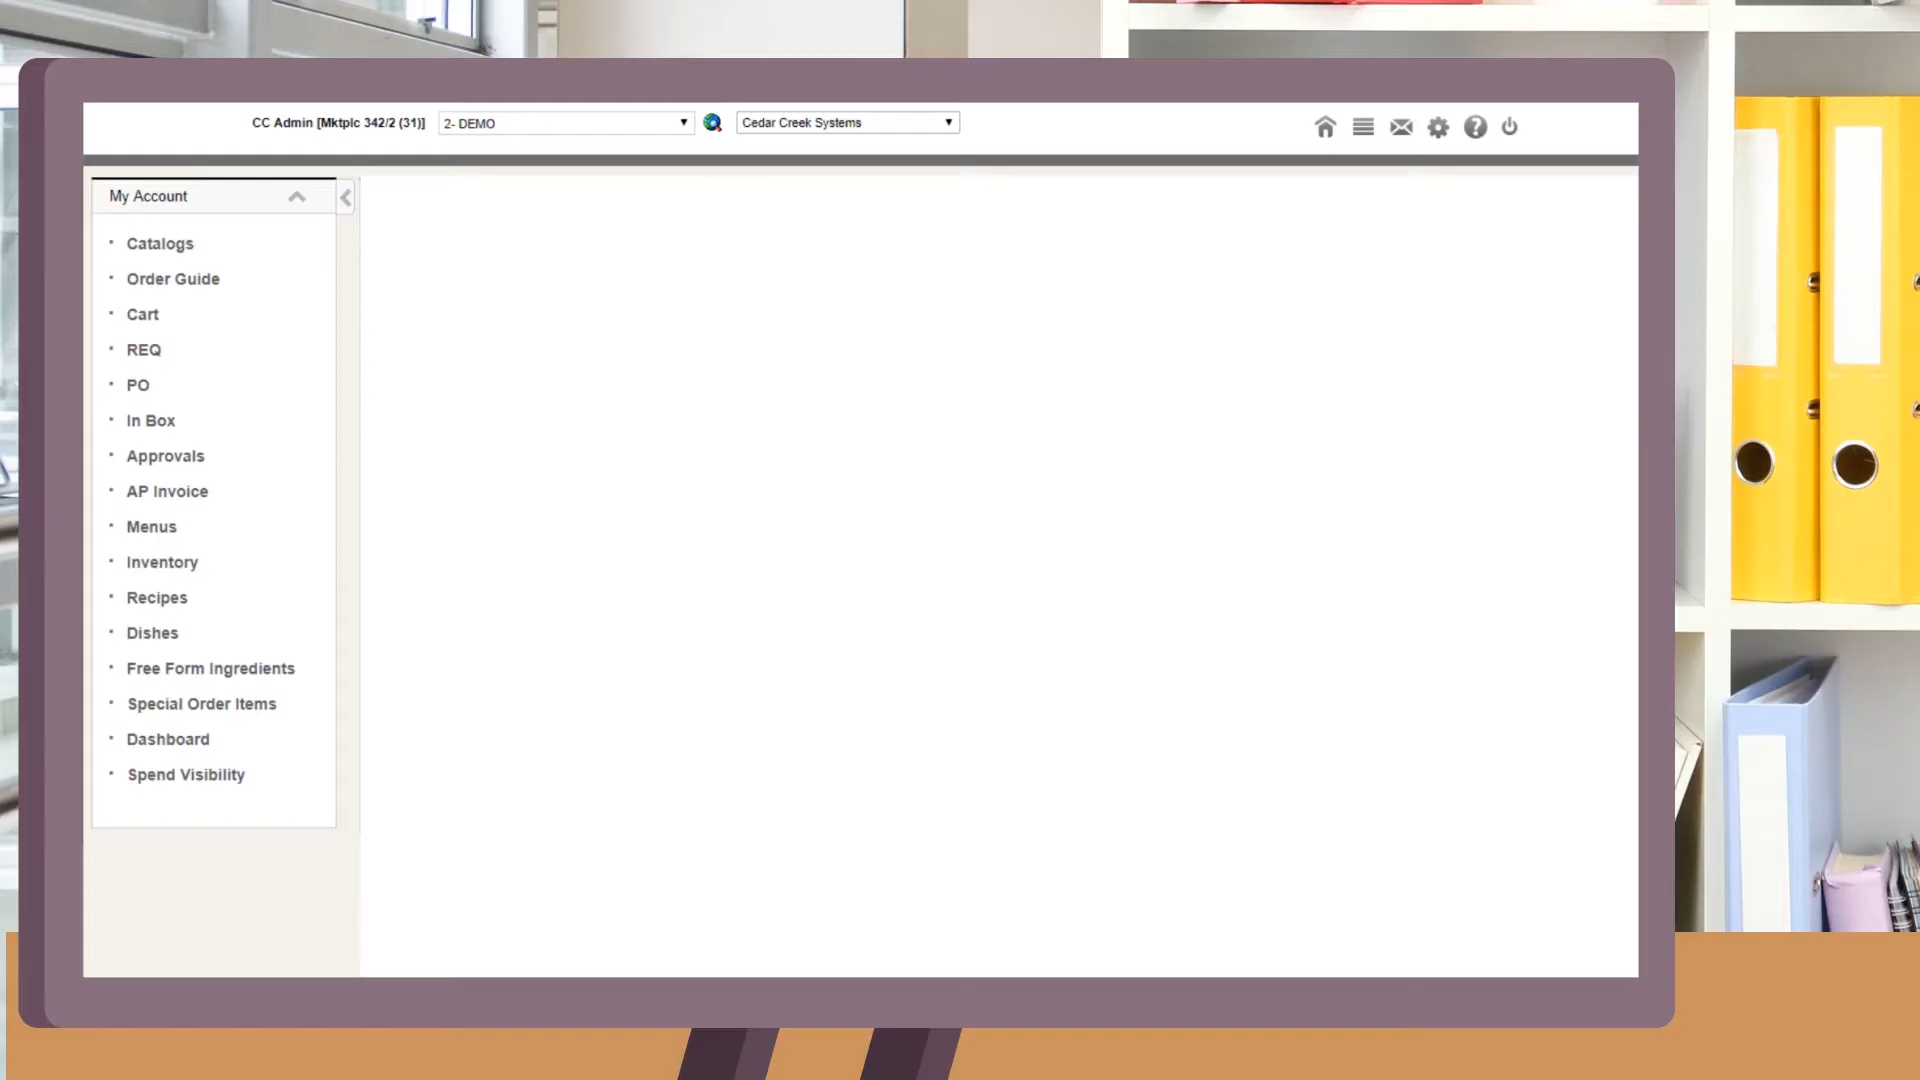 CC Admin [Mktplc 342/2 (31)] 2- DEMO Cedar Creek Systems
My Account
Catalogs
Order Guide
Cart
REQ
PO
In Box
Approvals
AP Invoice
Menus
Inventory
Recipes
Dishes
Free Form Ingredients
Special Order Items
Dashboard
Spend Visibility